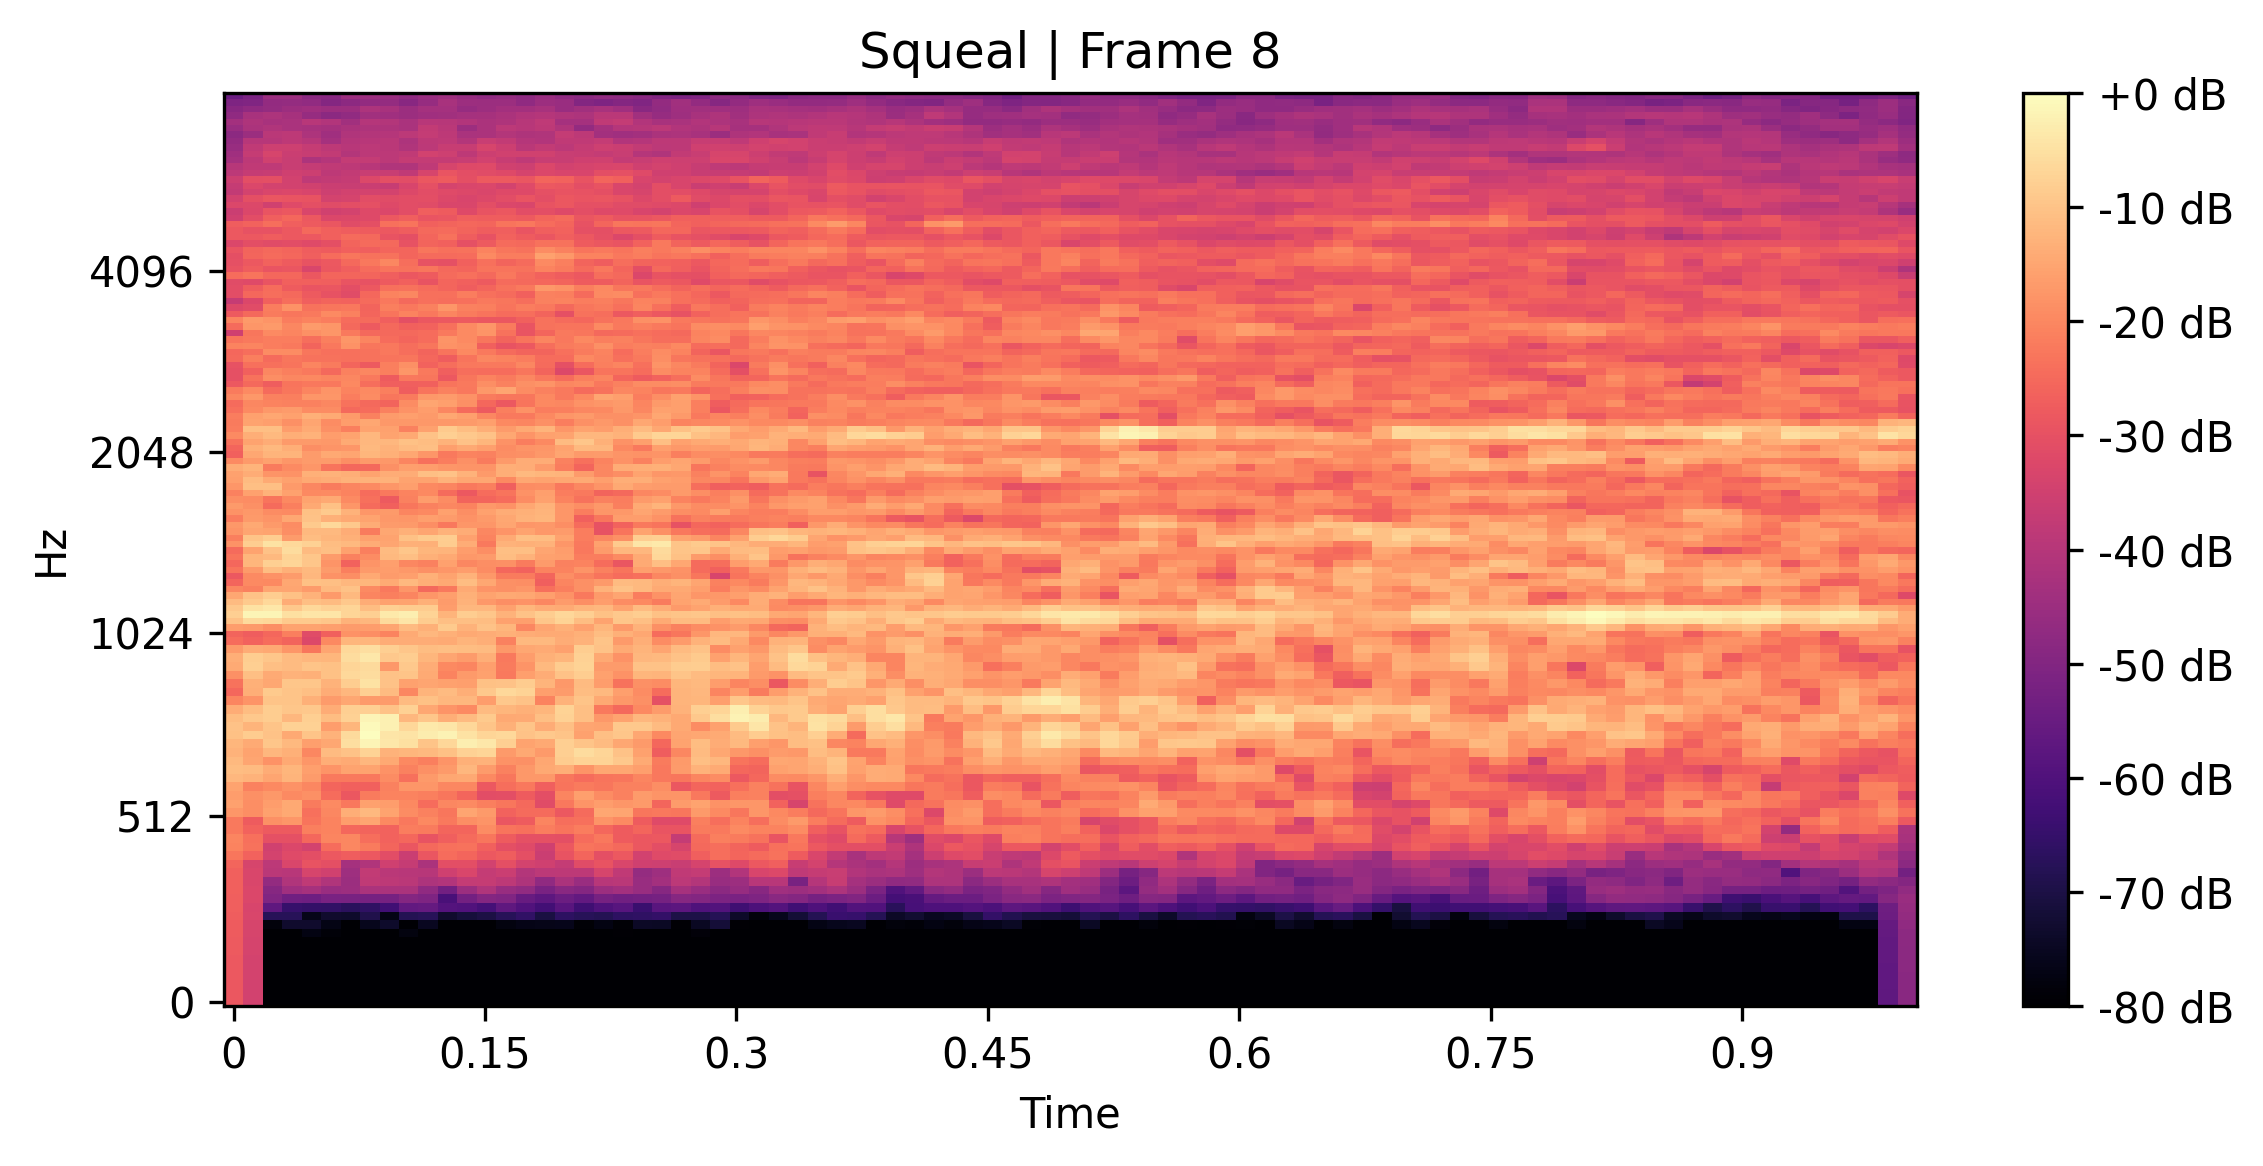 Squeal | Frame 8
Hz
4096
2048
1024
512
0
0
0.15
0.3
0.45
0.6
0.75
0.9
Time
+0 dB
-10 dB
-20 dB
-30 dB
-40 dB
-50 dB
-60 dB
-70 dB
-80 dB